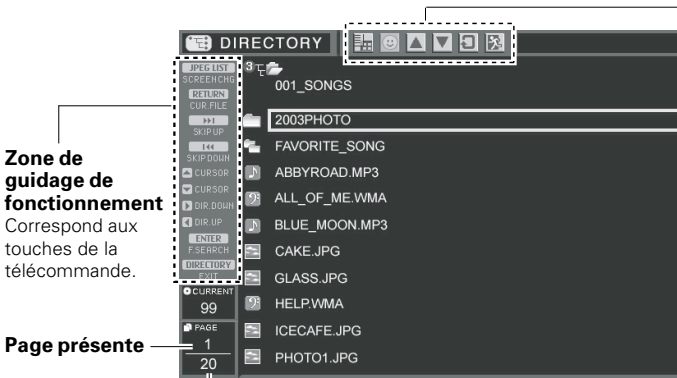 DIRECTORY
JPEG LIST
SCREEN CHG
RETURN
CUR.FILE
SKIP UP
SKIP DOWN
CURSOR
CURSOR
DIR.DOWN
DIR.UP
ENTER
F.SEARCH
DIRECTORY
EXIT
CURRENT
99
PAGE
1
20
3
001_SONGS
2003PHOTO
FAVORITE_SONG
ABBYROAD.MP3
ALL_OF_ME.WMA
BLUE_MOON.MP3
CAKE.JPG
GLASS.JPG
HELP.WMA
ICECAFE.JPG
PHOTO1.JPG
Zone de
guidage de
fonctionnement
Correspond aux
touches de la
télécommande.
Page présente